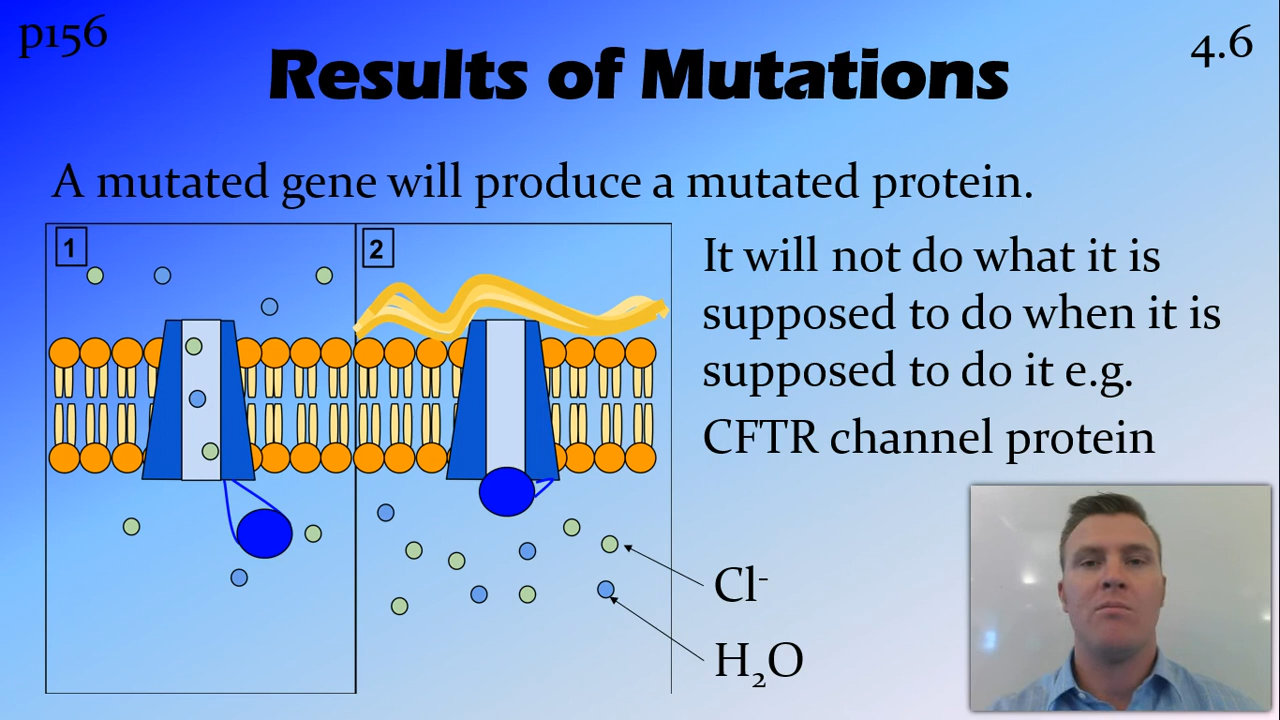 p156
4.6
Results of Mutations
A mutated gene will produce a mutated protein.
1
2
It will not do what it is
supposed to do when it is
supposed to do it e.g.
CFTR channel protein
Cl⁻
H₂O